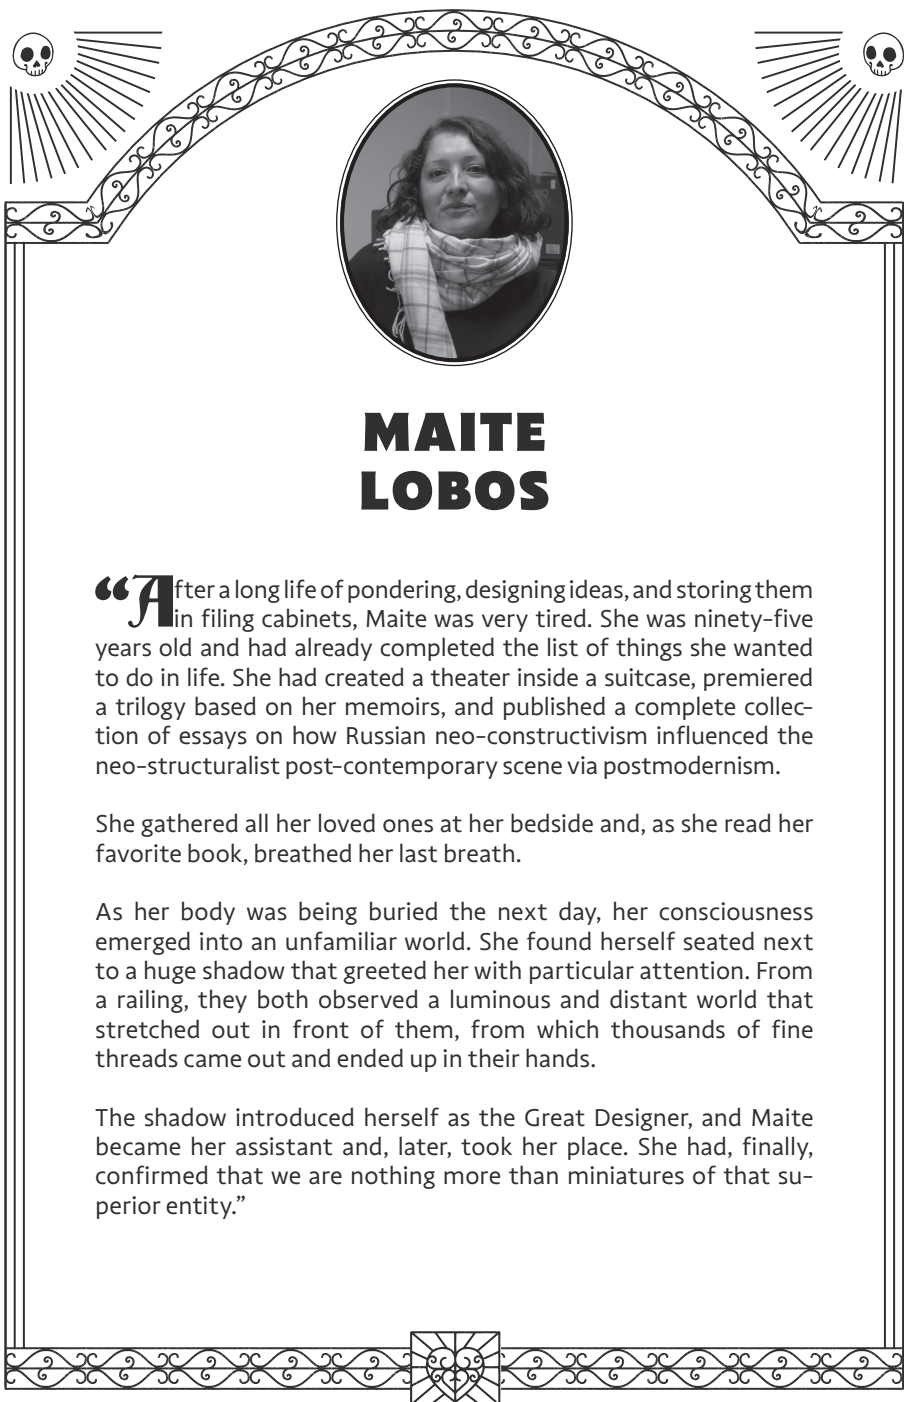 MAITE
LOBOS
“After a long life of pondering, designing ideas, and storing them
in filing cabinets, Maite was very tired. She was ninety-five
years old and had already completed the list of things she wanted
to do in life. She had created a theater inside a suitcase, premiered
a trilogy based on her memoirs, and published a complete collec-
tion of essays on how Russian neo-constructivism influenced the
neo-structuralist post-contemporary scene via postmodernism.
She gathered all her loved ones at her bedside and, as she read her
favorite book, breathed her last breath.
As her body was being buried the next day, her consciousness
emerged into an unfamiliar world. She found herself seated next
to a huge shadow that greeted her with particular attention. From
a railing, they both observed a luminous and distant world that
stretched out in front of them, from which thousands of fine
threads came out and ended up in their hands.
The shadow introduced herself as the Great Designer, and Maite
became her assistant and, later, took her place. She had, finally,
confirmed that we are nothing more than miniatures of that su-
perior entity.”